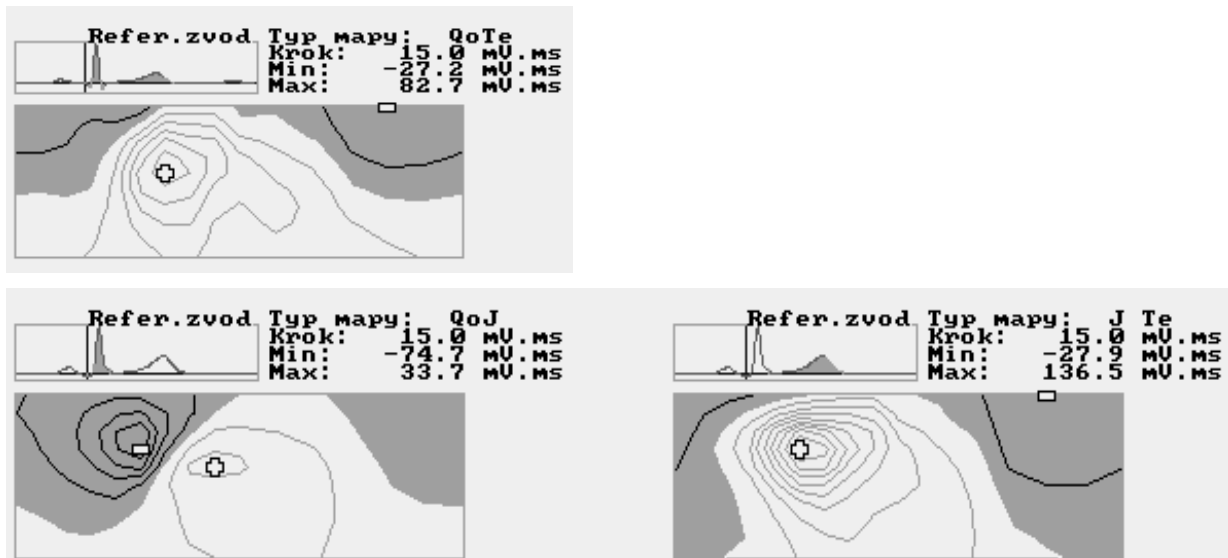 Refer.zvod Typ mapy: QoTe
Krok: 15.0 mV.ms
Min: -27.2 mV.ms
Max: 82.7 mV.ms
Refer.zvod Typ mapy: QoJ
Krok: 15.0 mV.ms
Min: -74.7 mV.ms
Max: 33.7 mV.ms
Refer.zvod Typ mapy: J Te
Krok: 15.0 mV.ms
Min: -27.9 mV.ms
Max: 136.5 mV.ms